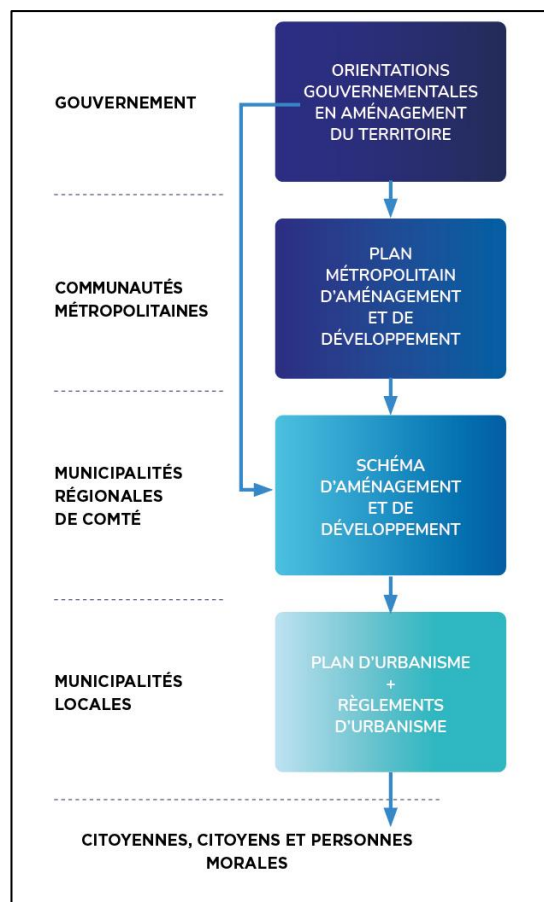 GOUVERNEMENT
ORIENTATIONS
GOUVERNEMENTALES
EN AMÉNAGEMENT
DU TERRITOIRE
COMMUNAUTÉS
MÉTROPOLITAINES
PLAN
MÉTROPOLITAIN
D'AMÉNAGEMENT
ET DE
DÉVELOPPEMENT
MUNICIPALITÉS
RÉGIONALES
DE COMTÉ
SCHÉMA
D'AMÉNAGEMENT
ET DE
DÉVELOPPEMENT
MUNICIPALITÉS
LOCALES
PLAN D'URBANISME
+
RÈGLEMENTS
D'URBANISME
CITOYENNES, CITOYENS ET PERSONNES
MORALES